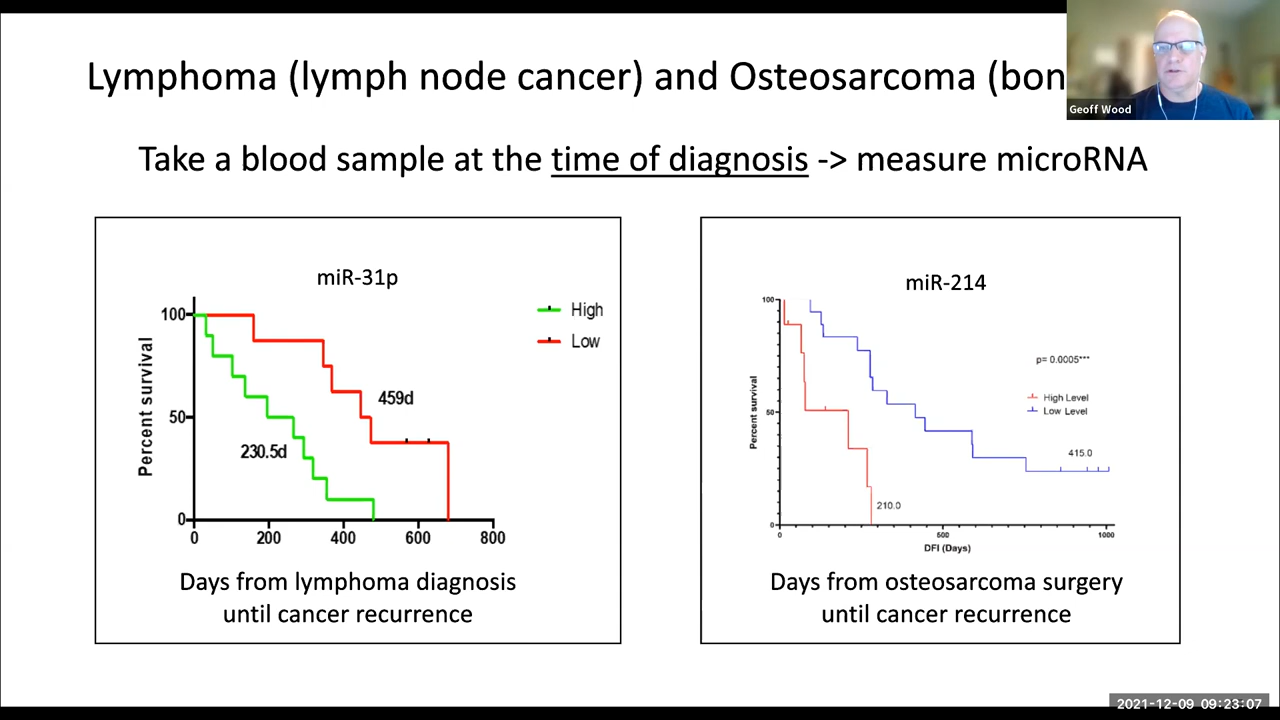 Lymphoma (lymph node cancer) and Osteosarcoma (bon
Geoff Wood
Take a blood sample at the time of diagnosis -> measure microRNA
miR-31p
High
Low
Percent survival
100
50
0
459d
230.5d
0 200 400 600 800
Days from lymphoma diagnosis
until cancer recurrence
miR-214
Percent survival
100
50
0
p= 0.0005***
High Level
Low Level
415.0
210.0
0 500 1000
DFI (Days)
Days from osteosarcoma surgery
until cancer recurrence
2021-12-09 09:23:07